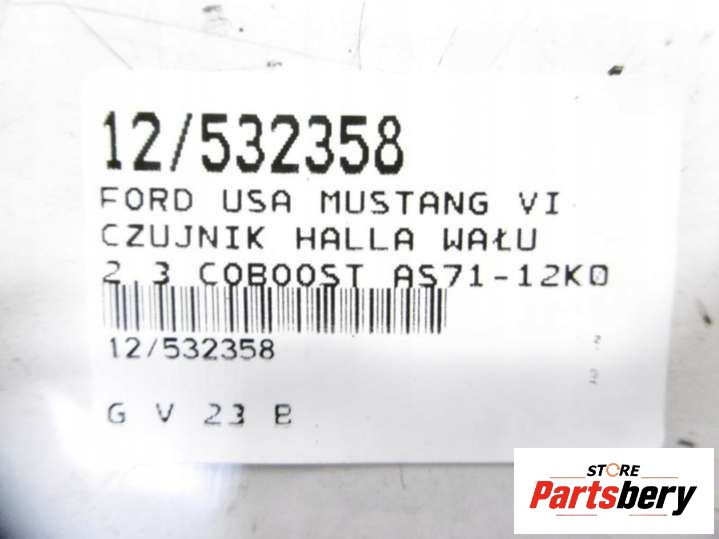 12/532358
FORD USA MUSTANG VI
CZUJNIK HALLA WAŁU
2.3 COBOOST AS71-12K0
12/532358
G V 23 B
STORE
Partsbery